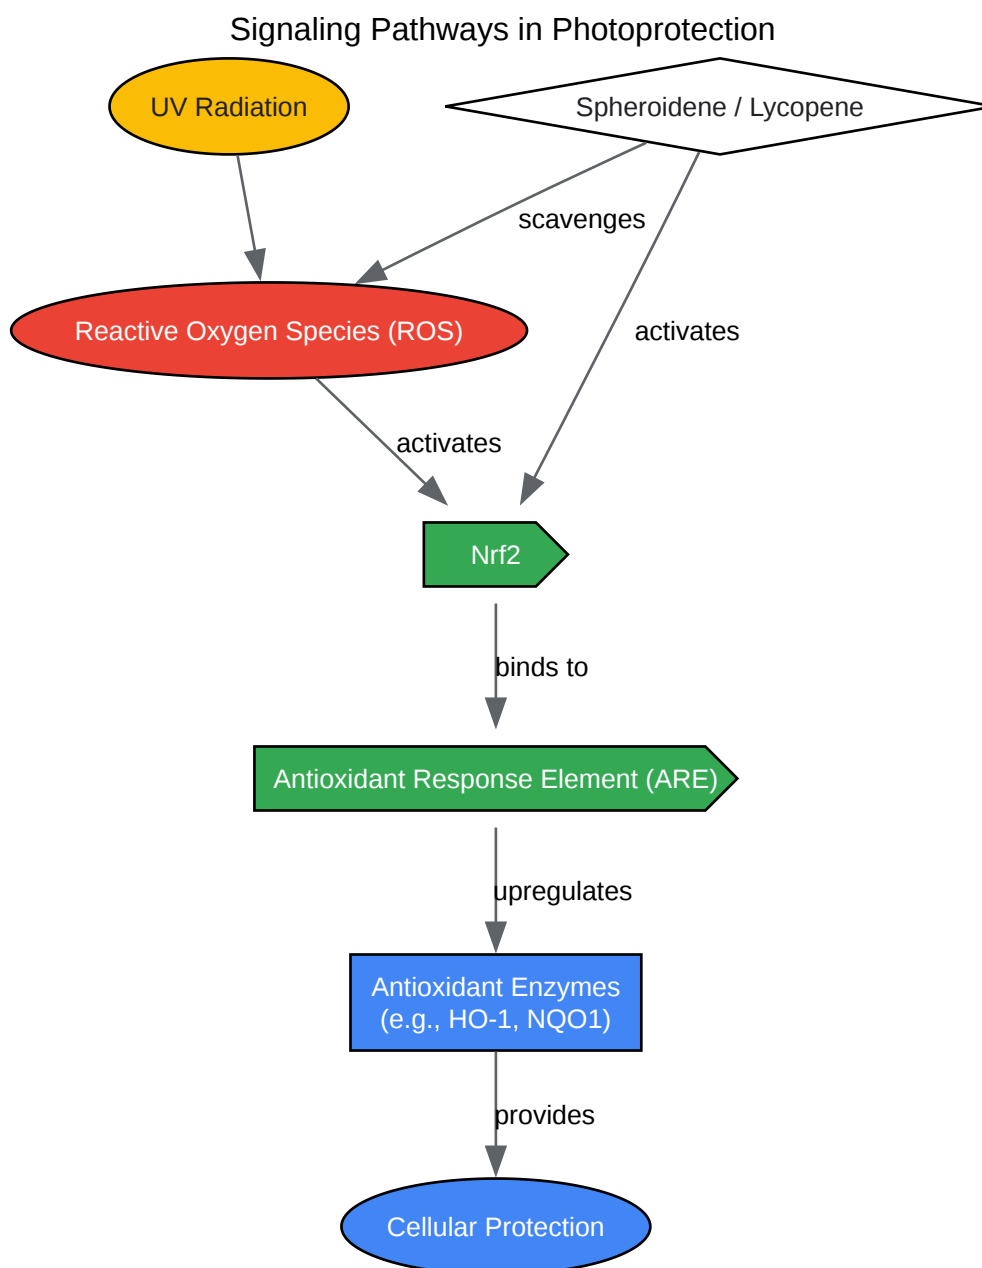 Signaling Pathways in Photoprotection
UV Radiation
Spheroidene / Lycopene
scavenges
Reactive Oxygen Species (ROS)
activates
activates
Nrf2
binds to
Antioxidant Response Element (ARE)
upregulates
Antioxidant Enzymes
(e.g., HO-1, NQO1)
provides
Cellular Protection